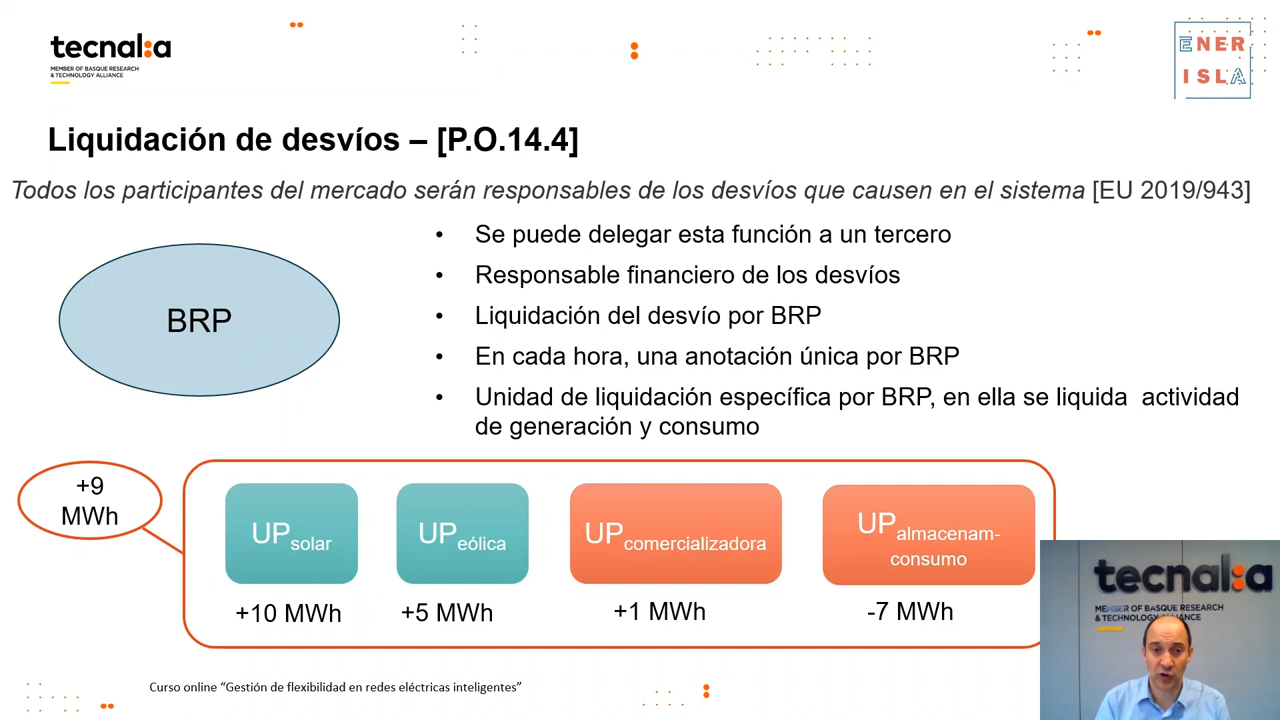 tecnalia
MEMBER OF BASQUE RESEARCH
& TECHNOLOGY ALLIANCE
ENER
ISLA
Liquidación de desvíos – [P.O.14.4]
Todos los participantes del mercado serán responsables de los desvíos que causen en el sistema [EU 2019/943]
BRP
• Se puede delegar esta función a un tercero
• Responsable financiero de los desvíos
• Liquidación del desvío por BRP
• En cada hora, una anotación única por BRP
• Unidad de liquidación específica por BRP, en ella se liquida actividad
de generación y consumo
+9
MWh
UPsolar
UPeólica
UPcomercializadora
UPalmacenam-
consumo
+10 MWh
+5 MWh
+1 MWh
-7 MWh
tecnalia
MEMBER OF BASQUE RESEARCH
& TECHNOLOGY ALLIANCE
Curso online “Gestión de flexibilidad en redes eléctricas inteligentes”